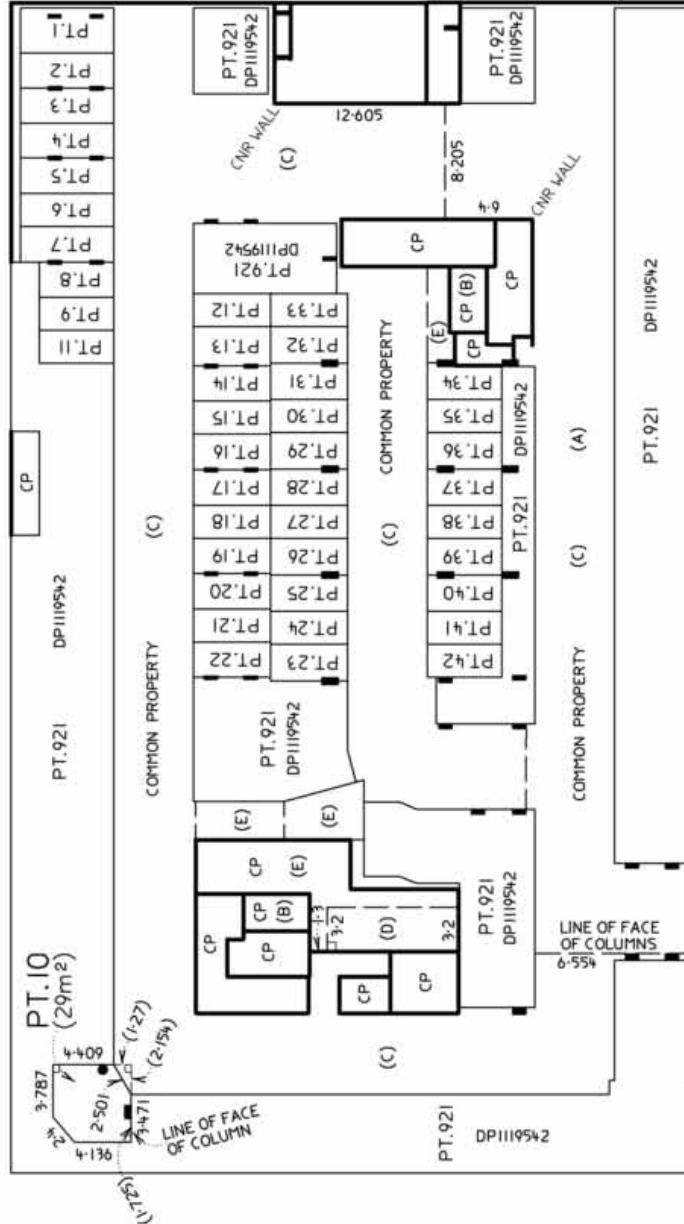 PT.1
PT.2
PT.3
PT.4
PT.5
PT.6
PT.7
PT.8
PT.9
PT.11
PT.921
DP1119542
PT.921
DP1119542
12·605
CNR WALL
(C)
8·205
6·4
CNR WALL
PT.921
DP1119542
CP
CP (B)
CP
CP
(E)
PT.12
PT.13
PT.14
PT.15
PT.16
PT.17
PT.18
PT.19
PT.20
PT.21
PT.22
PT.33
PT.32
PT.31
PT.30
PT.29
PT.28
PT.27
PT.26
PT.25
PT.24
PT.23
COMMON PROPERTY
(C)
PT.34
PT.35
PT.36
PT.37
PT.38
PT.39
PT.40
PT.41
PT.42
DP1119542
PT.921
(A)
(C)
COMMON PROPERTY
DP1119542
PT.921
CP
(C)
COMMON PROPERTY
DP1119542
PT.921
PT.921
DP1119542
(E)
(E)
CP
(E)
CP
(B)
CP
CP
1·3
3·2
(D)
3·2
CP
CP
PT.921
DP1119542
LINE OF FACE
OF COLUMNS
6·554
(C)
PT.10
(29m²)
4·409
(1·27)
(2·154)
3·787
2·501
2·4
3·471
4·136
(1·725)
LINE OF FACE
OF COLUMN
PT.921
DP1119542